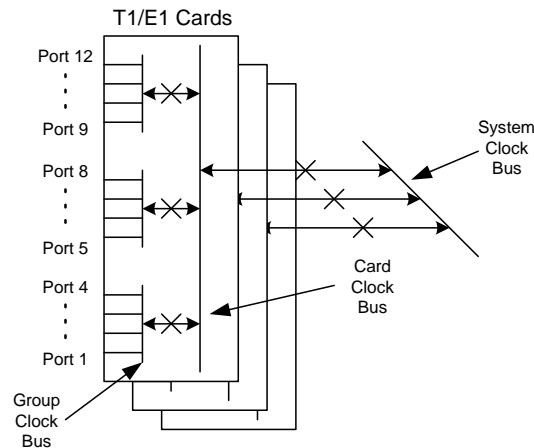 T1/E1 Cards
Port 12
Port 9
Port 8
Port 5
Port 4
Port 1
Group
Clock
Bus
Card
Clock
Bus
System
Clock
Bus